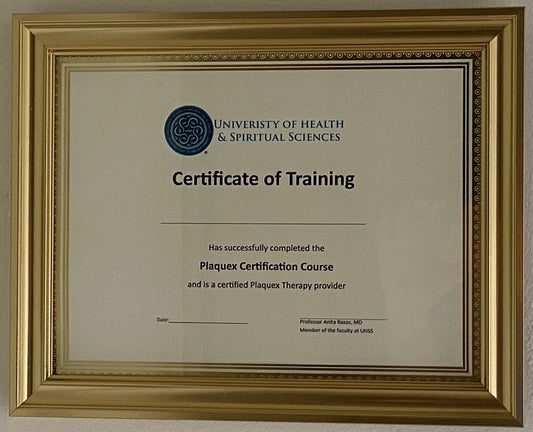 UNIVERISTY OF HEALTH
& SPIRITUAL SCIENCES
Certificate of Training
Has successfully completed the
Plaquex Certification Course
and is a certified Plaquex Therapy provider
Date:
Professor Anita Baxas, MD
Member of the faculty at UHSS